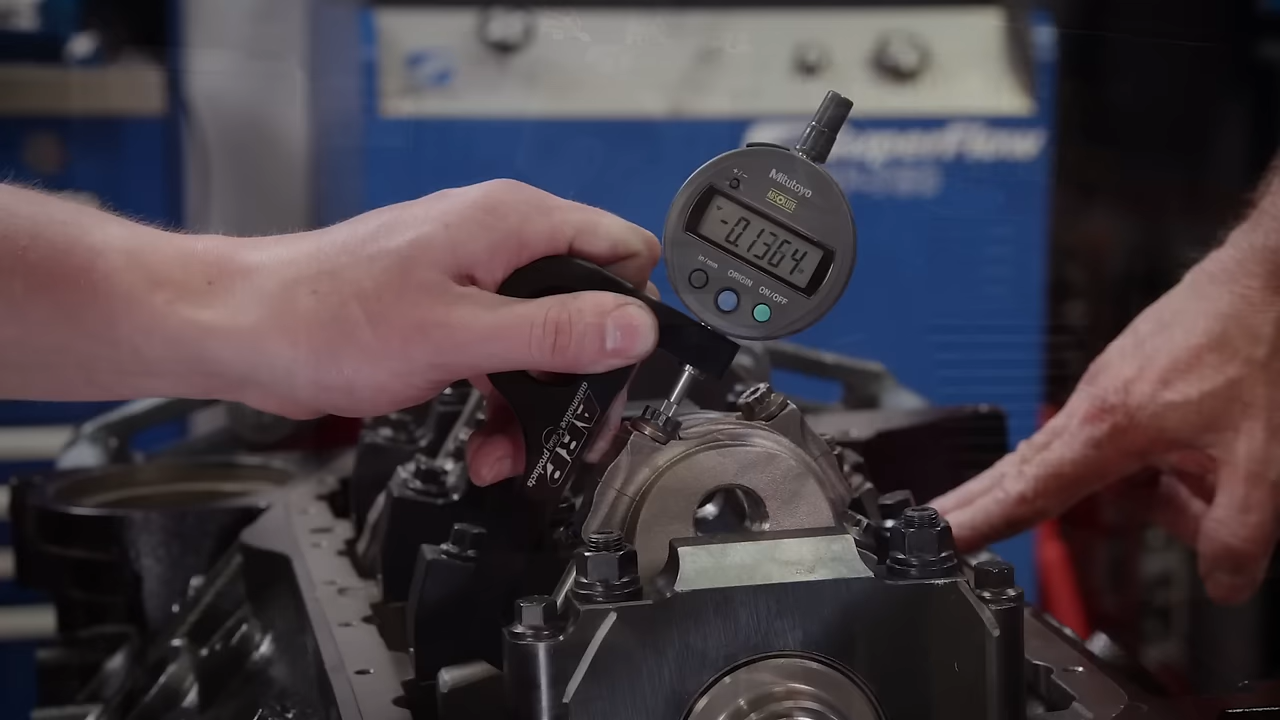 SuperFlow
Mitutoyo
ABSOLUTE
+/-
-0.1364
in/mm
ORIGIN
ON/OFF
ARP
automotive racing products